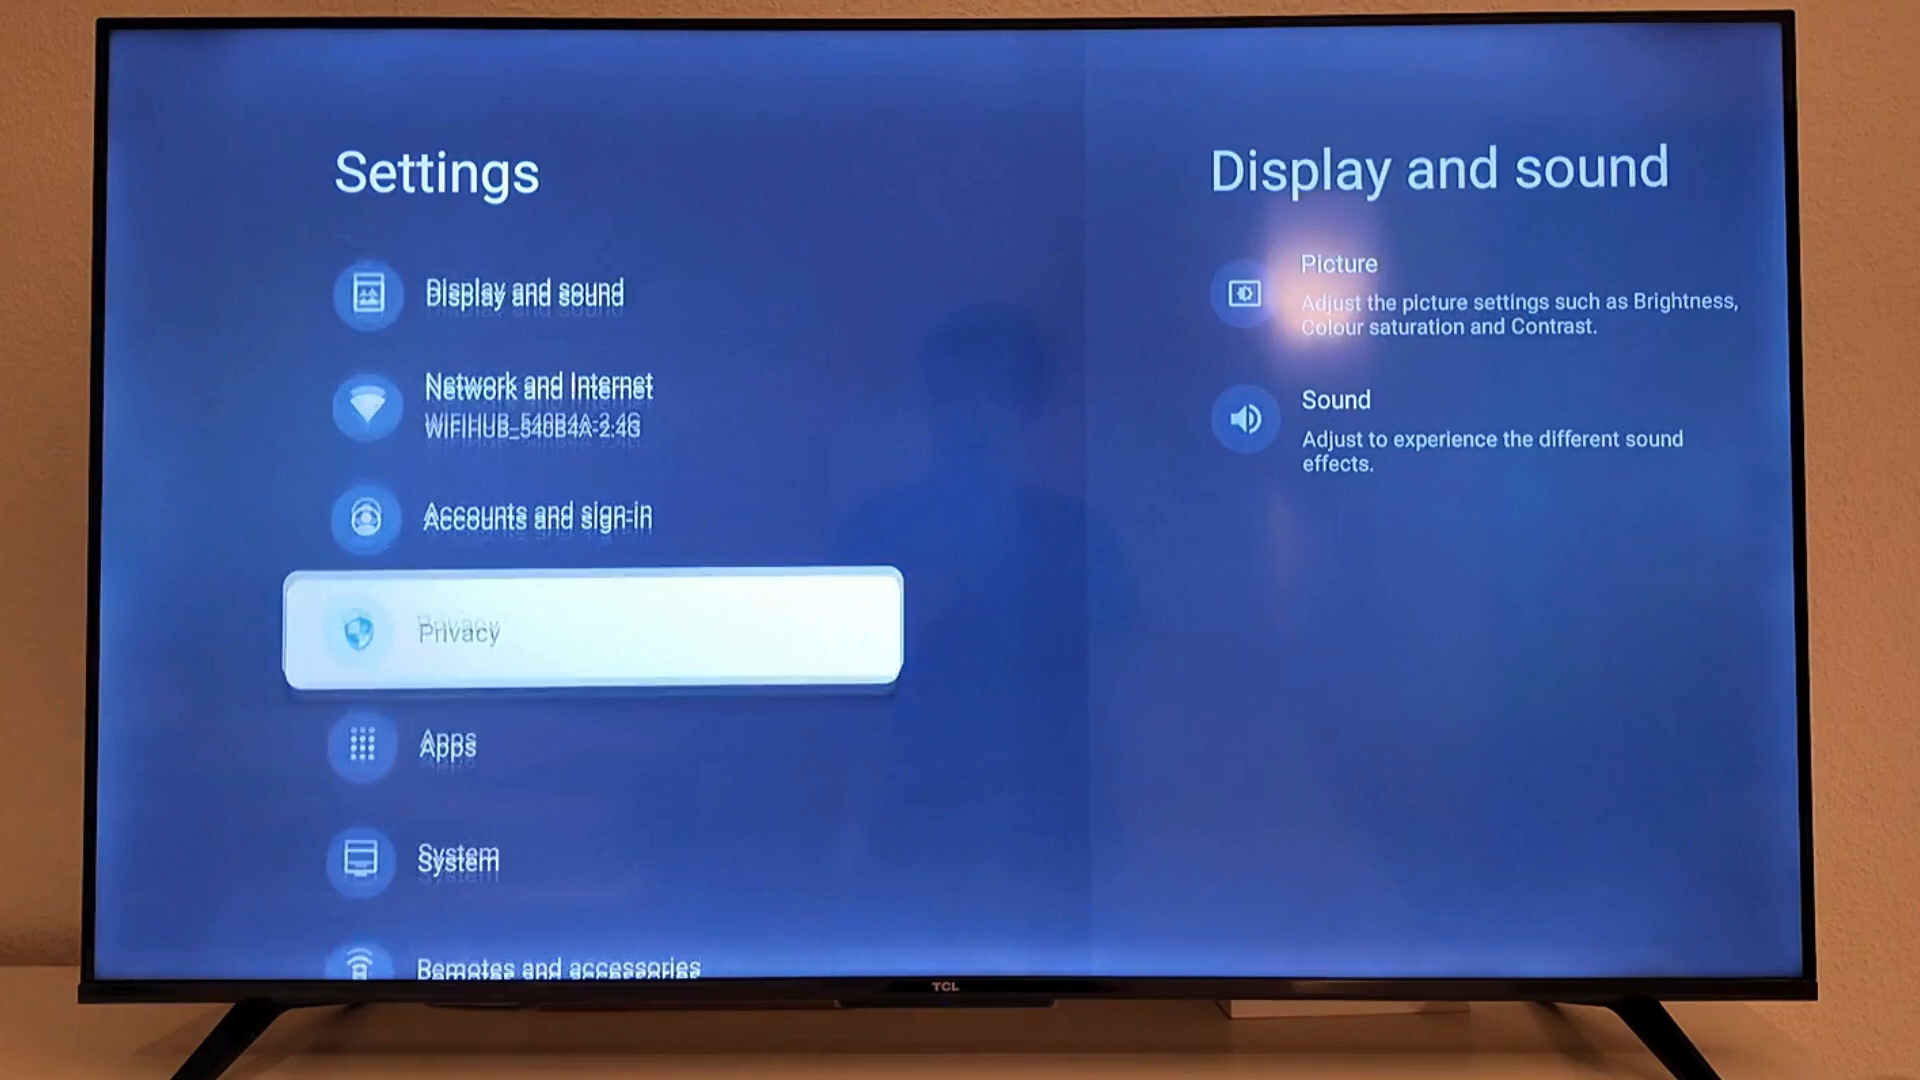 Settings
Display and sound
Network and Internet
WIFIHUB_540B4A-2.4G
Accounts and sign-in
Privacy
Apps
System
Remotes and accessories
Display and sound
Picture
Adjust the picture settings such as Brightness,
Colour saturation and Contrast.
Sound
Adjust to experience the different sound
effects.
TCL